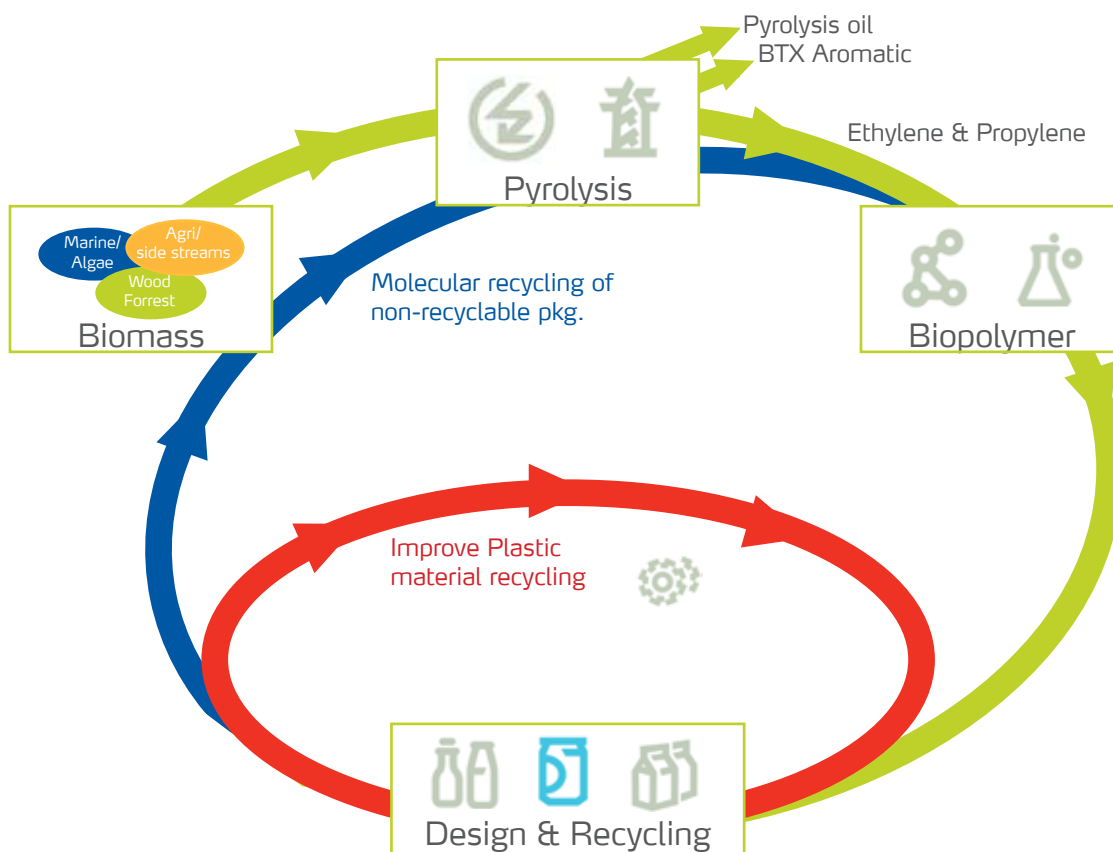 Pyrolysis oil
BTX Aromatic
Ethylene & Propylene
Pyrolysis
Marine/
Algae
Agri/
side streams
Wood
Forrest
Biomass
Molecular recycling of
non-recyclable pkg.
Biopolymer
Improve Plastic
material recycling
Design & Recycling